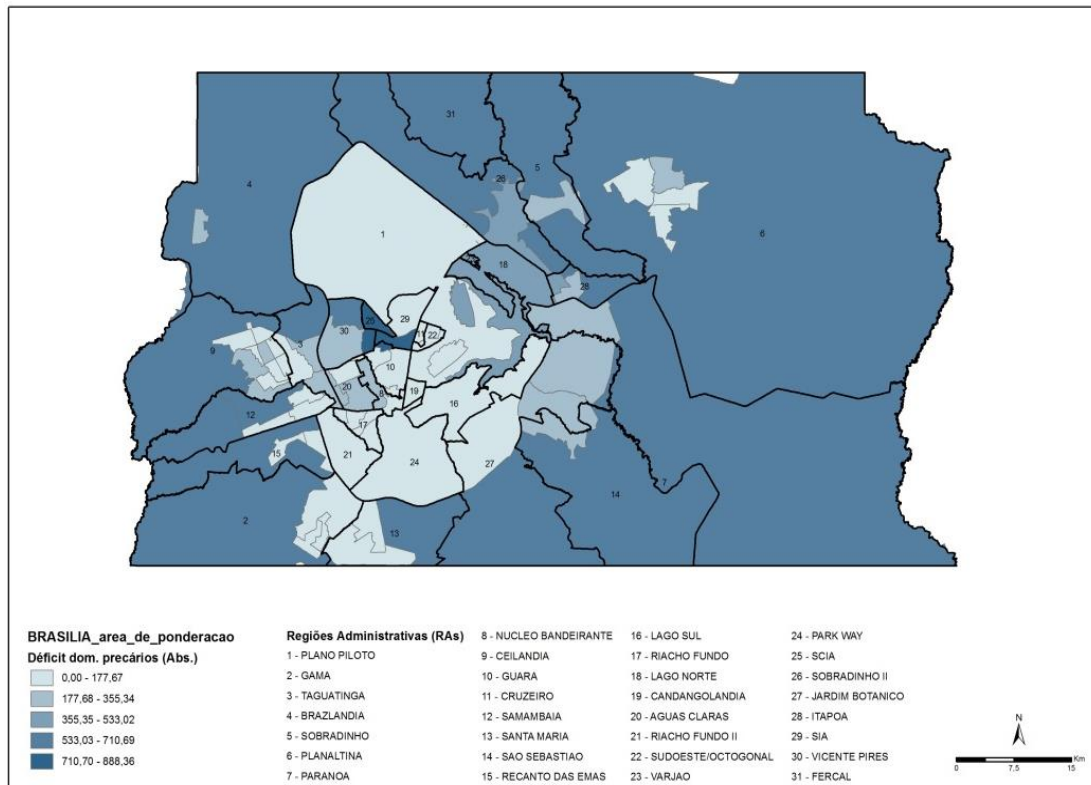 31
5
26
4
6
1
18
28
25
29
30
11
22
3
9
10
20
8
19
16
12
17
15
21
24
27
14
7
2
13
BRASILIA_area_de_ponderacao
Déficit dom. precários (Abs.)
0,00 - 177,67
177,68 - 355,34
355,35 - 533,02
533,03 - 710,69
710,70 - 888,36
Regiões Administrativas (RAs)
1 - PLANO PILOTO
2 - GAMA
3 - TAGUATINGA
4 - BRAZLANDIA
5 - SOBRADINHO
6 - PLANALTINA
7 - PARANOA
8 - NUCLEO BANDEIRANTE
9 - CEILANDIA
10 - GUARA
11 - CRUZEIRO
12 - SAMAMBAIA
13 - SANTA MARIA
14 - SAO SEBASTIAO
15 - RECANTO DAS EMAS
16 - LAGO SUL
17 - RIACHO FUNDO
18 - LAGO NORTE
19 - CANDANGOLANDIA
20 - AGUAS CLARAS
21 - RIACHO FUNDO II
22 - SUDOESTE/OCTOGONAL
23 - VARJAO
24 - PARK WAY
25 - SCIA
26 - SOBRADINHO II
27 - JARDIM BOTANICO
28 - ITAPOA
29 - SIA
30 - VICENTE PIRES
31 - FERCAL
N
Km
0 7,5 15